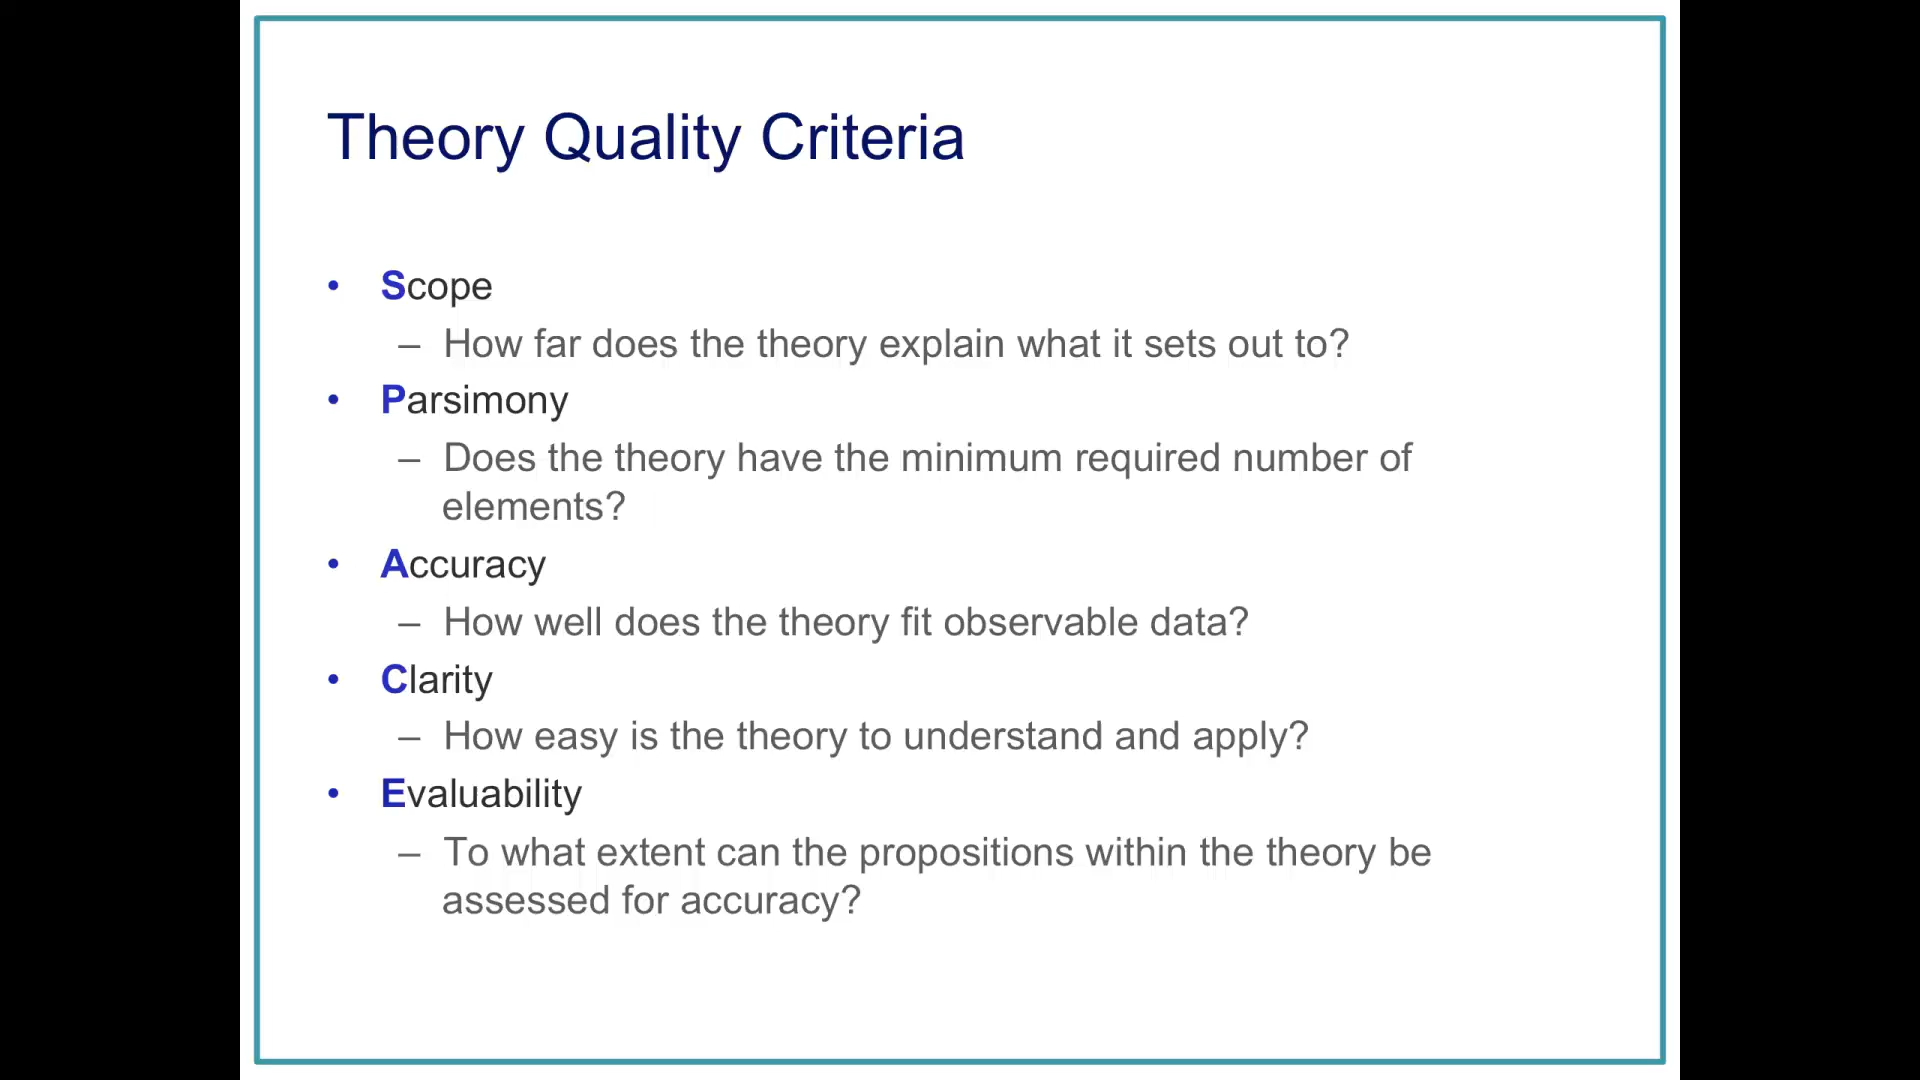 Theory Quality Criteria
• Scope
– How far does the theory explain what it sets out to?
• Parsimony
– Does the theory have the minimum required number of
elements?
• Accuracy
– How well does the theory fit observable data?
• Clarity
– How easy is the theory to understand and apply?
• Evaluability
– To what extent can the propositions within the theory be
assessed for accuracy?